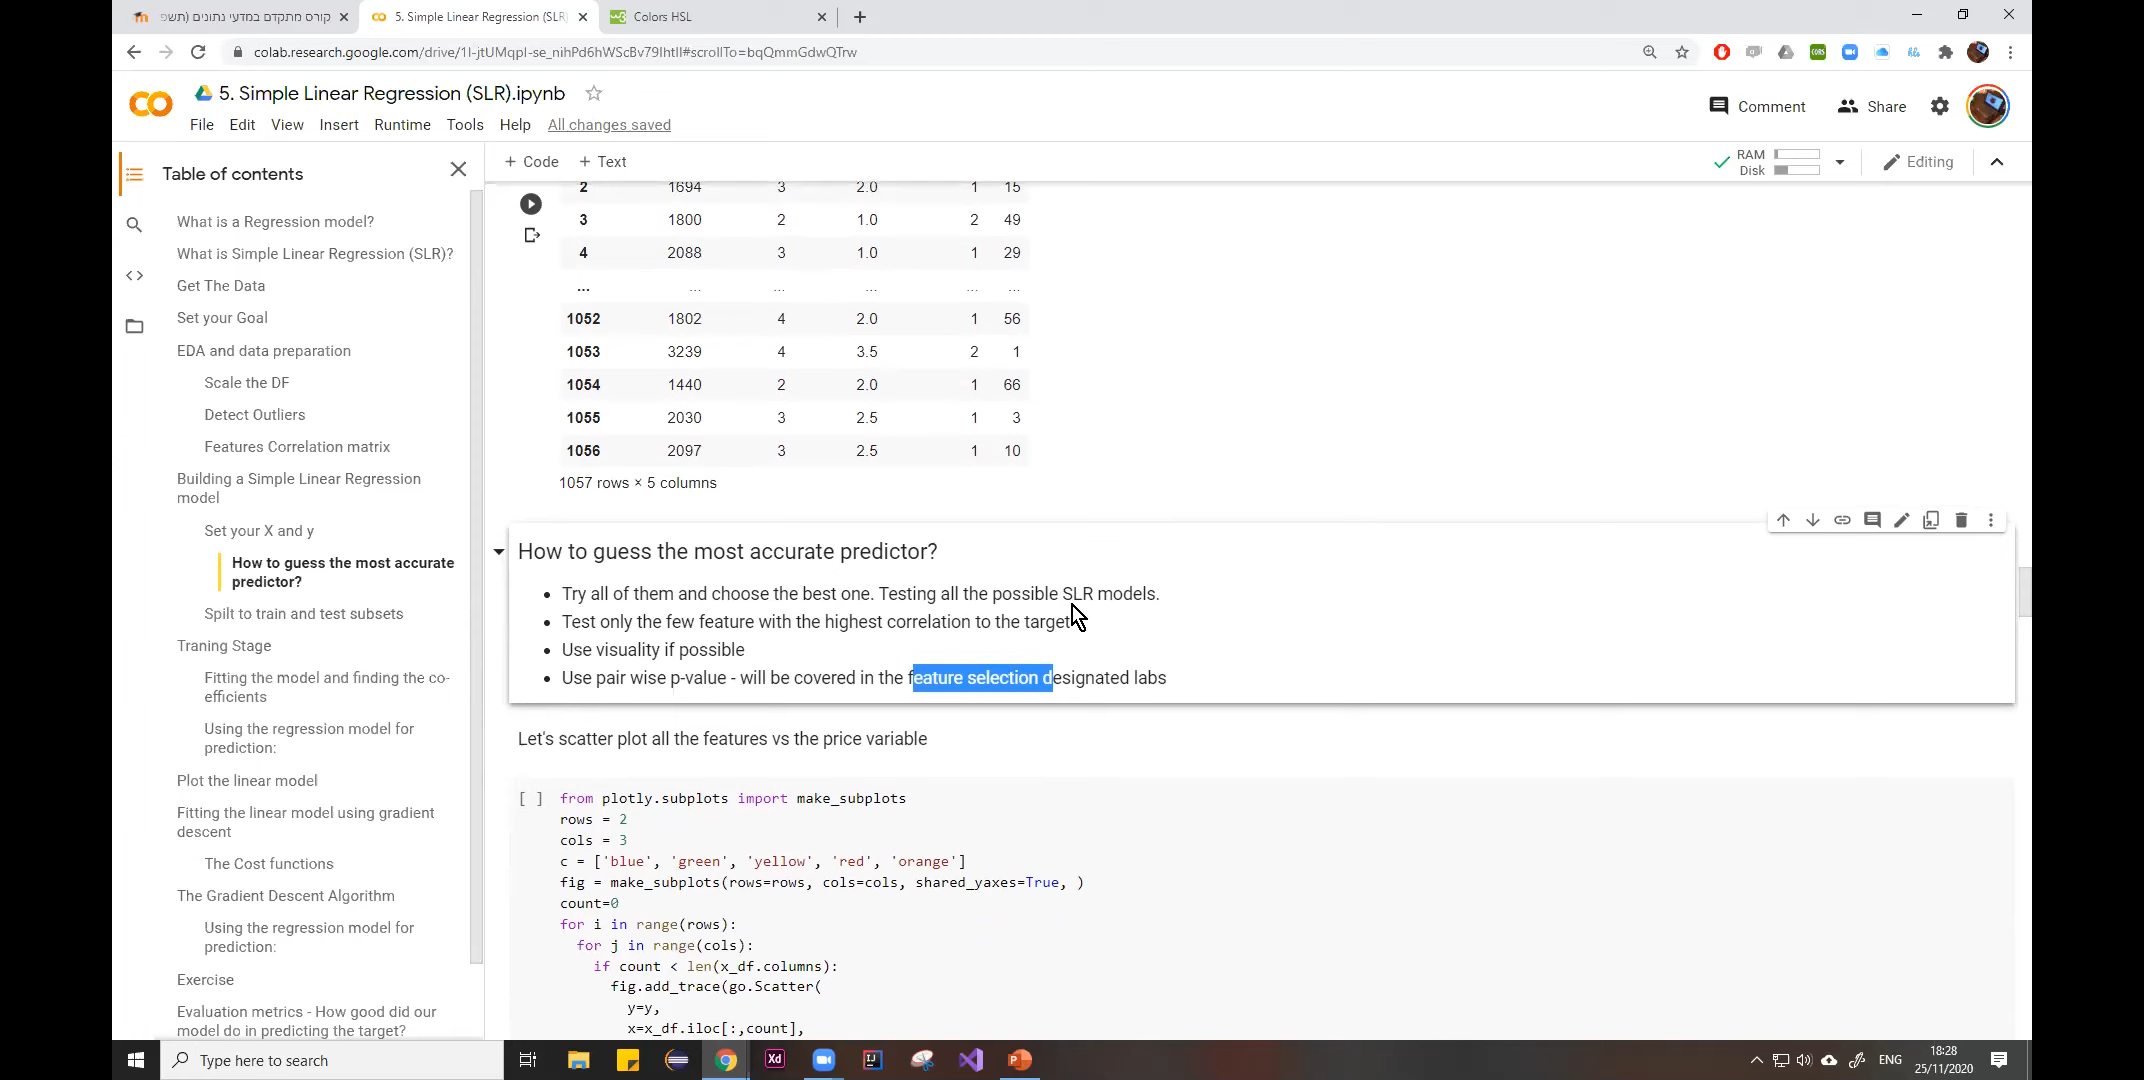 קורס מתקדם במדעי נתונים (תשפ
5. Simple Linear Regression (SLR)
Colors HSL
colab.research.google.com/drive/1I-jtUMqpI-se_nihPd6hWScBv79IhtIl#scrollTo=bqQmmGdwQTrw
5. Simple Linear Regression (SLR).ipynb
Comment
Share
File Edit View Insert Runtime Tools Help All changes saved
Table of contents
+ Code + Text
RAM
Disk
Editing
What is a Regression model?
What is Simple Linear Regression (SLR)?
Get The Data
Set your Goal
EDA and data preparation
Scale the DF
Detect Outliers
Features Correlation matrix
Building a Simple Linear Regression
model
Set your X and y
How to guess the most accurate
predictor?
Spilt to train and test subsets
Traning Stage
Fitting the model and finding the co-
efficients
Using the regression model for
prediction:
Plot the linear model
Fitting the linear model using gradient
descent
The Cost functions
The Gradient Descent Algorithm
Using the regression model for
prediction:
Exercise
Evaluation metrics - How good did our
model do in predicting the target?
2 1694 3 2.0 1 15
3 1800 2 1.0 2 49
4 2088 3 1.0 1 29
... ... ... ... ... ...
1052 1802 4 2.0 1 56
1053 3239 4 3.5 2 1
1054 1440 2 2.0 1 66
1055 2030 3 2.5 1 3
1056 2097 3 2.5 1 10
1057 rows × 5 columns
How to guess the most accurate predictor?
• Try all of them and choose the best one. Testing all the possible SLR models.
• Test only the few feature with the highest correlation to the target
• Use visuality if possible
• Use pair wise p-value - will be covered in the feature selection designated labs
Let's scatter plot all the features vs the price variable
[ ] from plotly.subplots import make_subplots
rows = 2
cols = 3
c = ['blue', 'green', 'yellow', 'red', 'orange']
fig = make_subplots(rows=rows, cols=cols, shared_yaxes=True, )
count=0
for i in range(rows):
for j in range(cols):
if count < len(x_df.columns):
fig.add_trace(go.Scatter(
y=y,
x=x_df.iloc[:,count],
Type here to search
Xd
ENG
18:28
25/11/2020